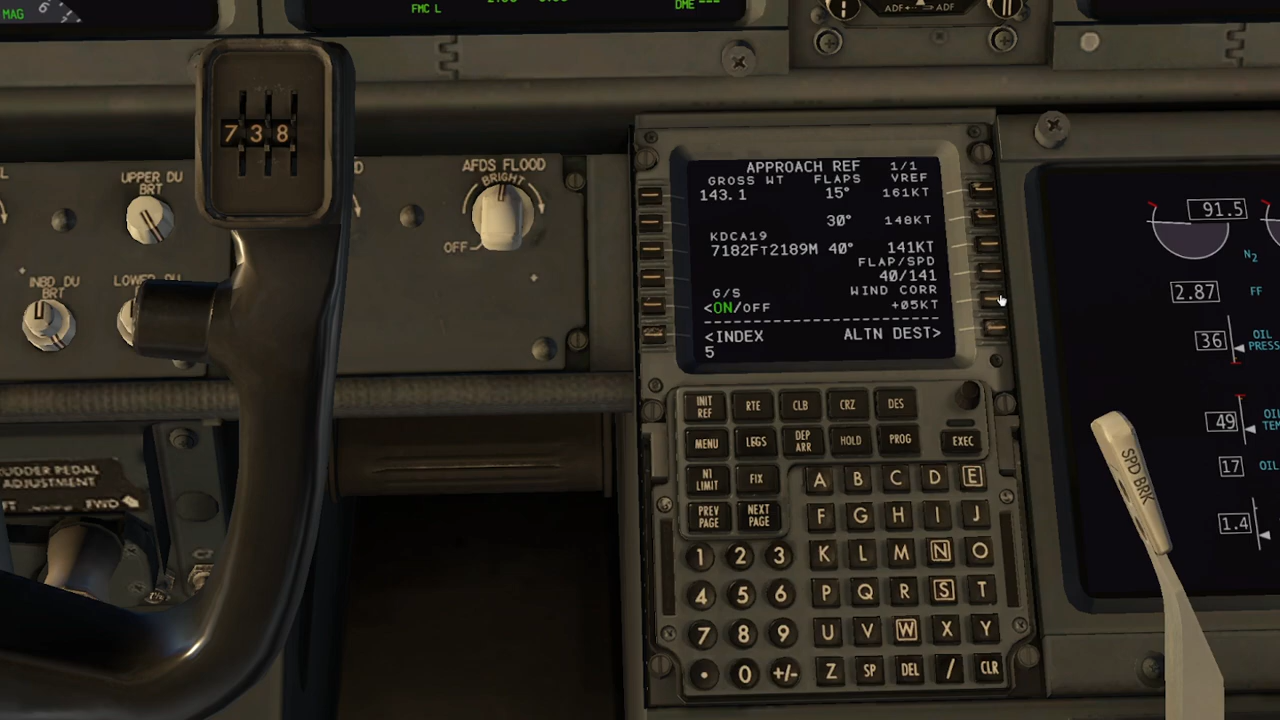 MAG
6
FMC L
DME
ADF
ADF
738
UPPER DU
BRT
INBD DU
BRT
LOWER DU
AFDS FLOOD
BRIGHT
OFF
APPROACH REF 1/1
GROSS WT FLAPS VREF
143.1 15° 161KT
30° 148KT
KDCA19
7182FT2189M 40° 141KT
FLAP/SPD
40/141
G/S WIND CORR
<ON/OFF +05KT
<INDEX ALTN DEST>
5
INIT REF
RTE
CLB
CRZ
DES
MENU
LEGS
DEP ARR
HOLD
PROG
EXEC
N1 LIMIT
FIX
PREV PAGE
NEXT PAGE
A B C D E
F G H I J
K L M N O
P Q R S T
U V W X Y
Z SP DEL / CLR
1 2 3
4 5 6
7 8 9
. 0 +/-
91.5
N2
2.87
FF
36
OIL
PRESS
49
17
OIL
1.4
SPD BRK
RUDDER PEDAL
ADJUSTMENT
FWD